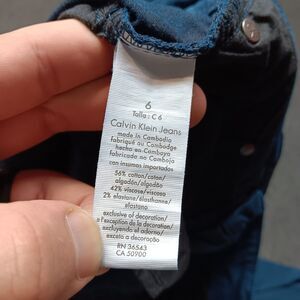 6
Talla : C 6
Calvin Klein Jeans
made in Cambodia
fabriqué au Cambodge
hecho en Camboya
fabricado no Camboja
con insumos importados
56% cotton/coton/
algodón/algodão
42% viscose/viscosa
2% elastane/élasthanne/
elastano
exclusive of decoration/
à l'exception de la décoration/
excluyendo el adorno/
exceto a decoração
RN 36543
CA 50900